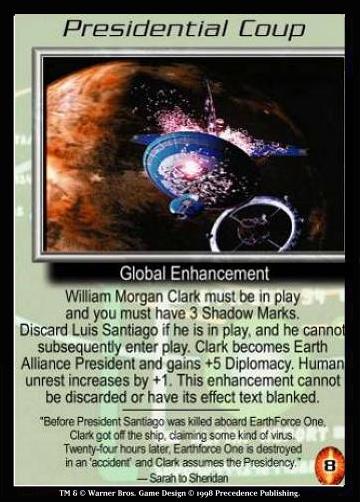 Presidential Coup
Global Enhancement
William Morgan Clark must be in play
and you must have 3 Shadow Marks.
Discard Luis Santiago if he is in play, and he cannot
subsequently enter play. Clark becomes Earth
Alliance President and gains +5 Diplomacy. Human
unrest increases by +1. This enhancement cannot
be discarded or have its effect text blanked.
"Before President Santiago was killed aboard EarthForce One,
Clark got off the ship, claiming some kind of virus.
Twenty-four hours later, Earthforce One is destroyed
in an 'accident' and Clark assumes the Presidency."
— Sarah to Sheridan
8
TM & © Warner Bros. Game Design © 1998 Precedence Publishing.